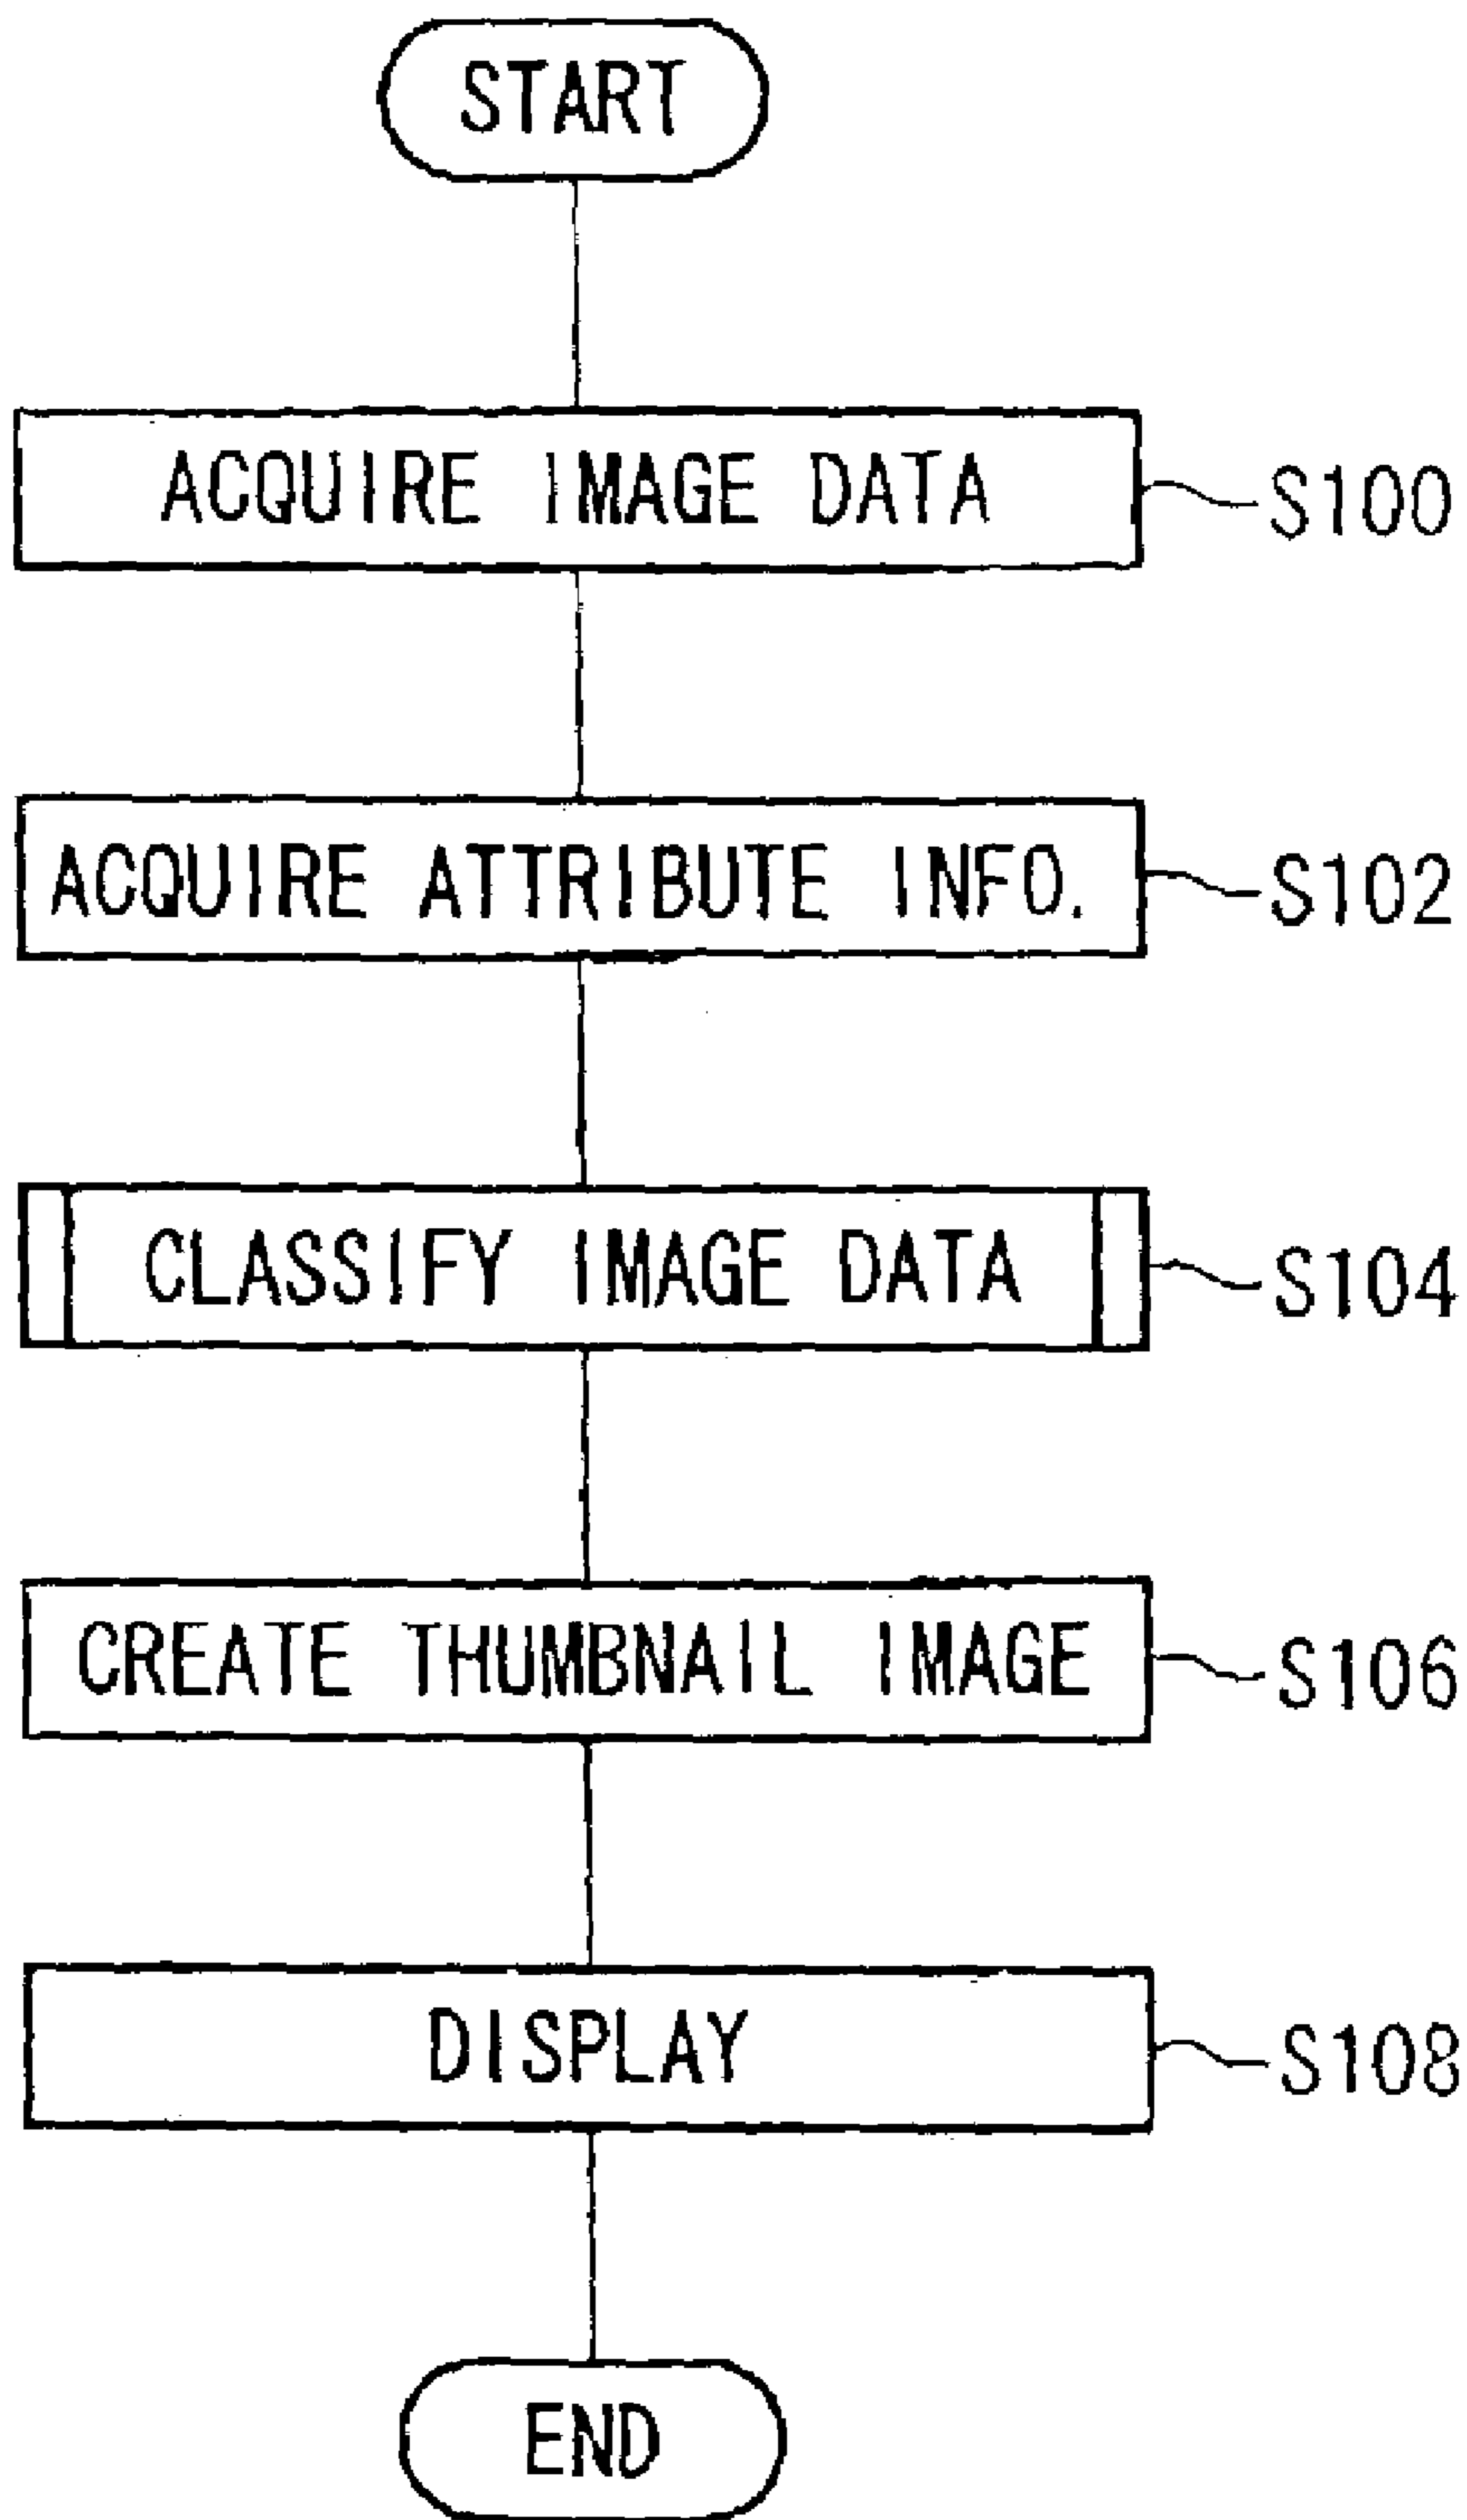 START
ACQUIRE IMAGE DATA
S100
ACQUIRE ATTRIBUTE INFO.
S102
CLASSIFY IMAGE DATA
S104
CREATE THUMBNAIL IMAGE
S106
DISPLAY
S108
END